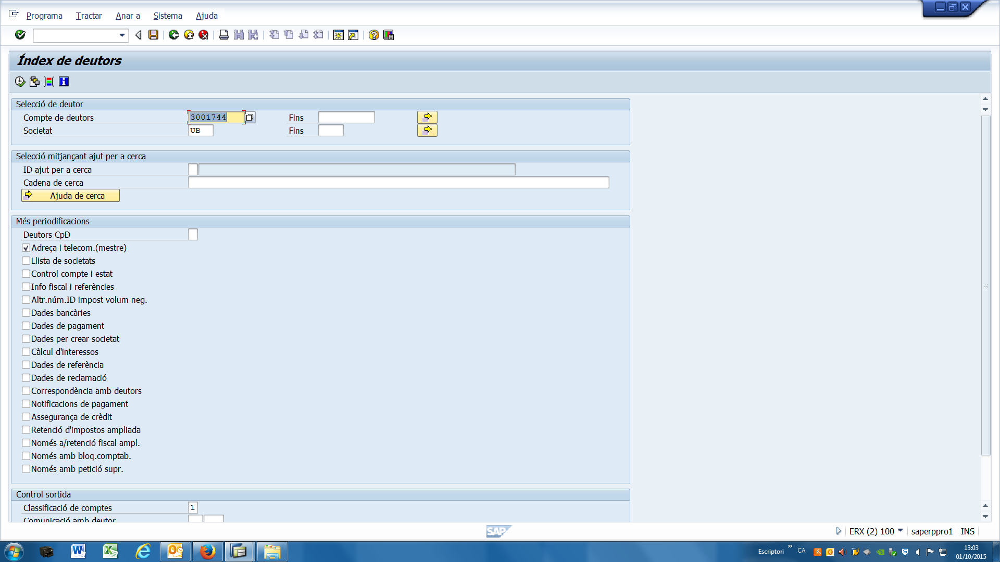 Programa Tractar Anar a Sistema Ajuda
Índex de deutors
Selecció de deutor
Compte de deutors 3001744 Fins
Societat UB Fins
Selecció mitjançant ajut per a cerca
ID ajut per a cerca
Cadena de cerca
Ajuda de cerca
Més periodificacions
Deutors CpD
Adreça i telecom.(mestre)
Llista de societats
Control compte i estat
Info fiscal i referències
Altr.núm.ID impost volum neg.
Dades bancàries
Dades de pagament
Dades per crear societat
Càlcul d'interessos
Dades de referència
Dades de reclamació
Correspondència amb deutors
Notificacions de pagament
Assegurança de crèdit
Retenció d'impostos ampliada
Només a/retenció fiscal ampl.
Només amb bloq.comptab.
Només amb petició supr.
Control sortida
Classificació de comptes 1
Comunicació amb deutor
SAP ERX (2) 100 saperppro1 INS
Escriptori » CA 13:03
01/10/2015